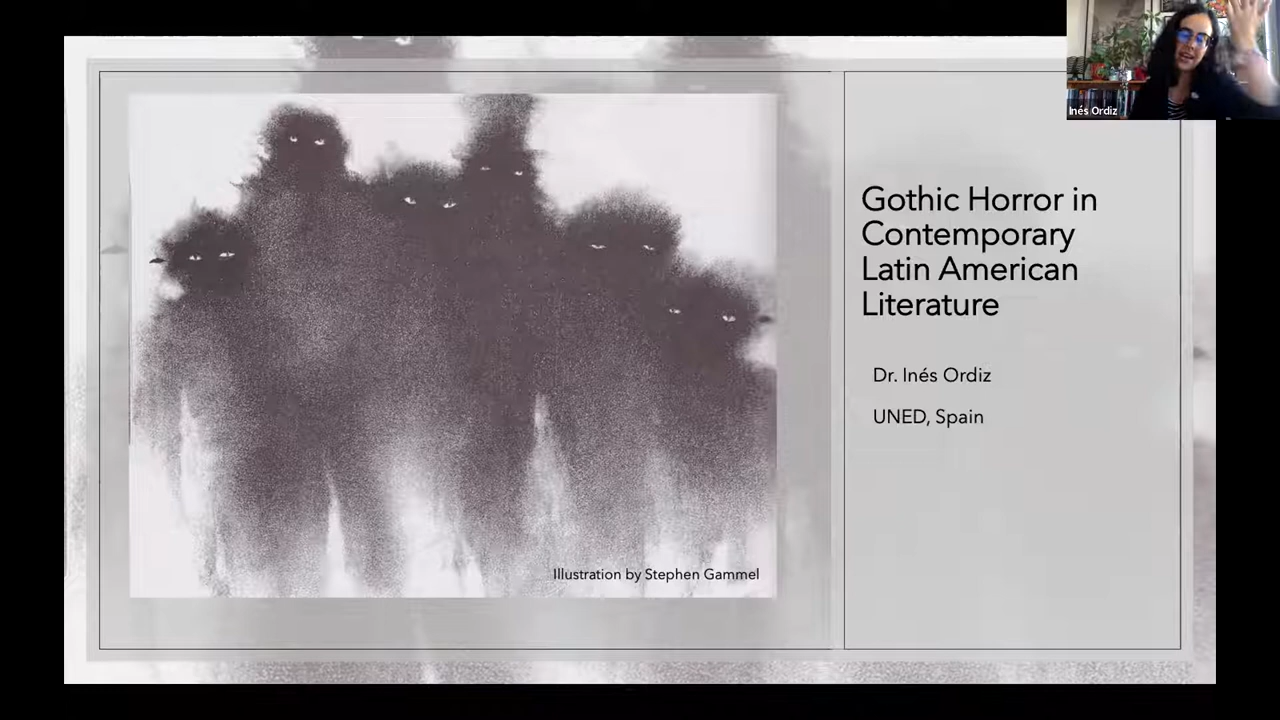 Inés Ordiz
Gothic Horror in
Contemporary
Latin American
Literature
Dr. Inés Ordiz
UNED, Spain
Illustration by Stephen Gammel